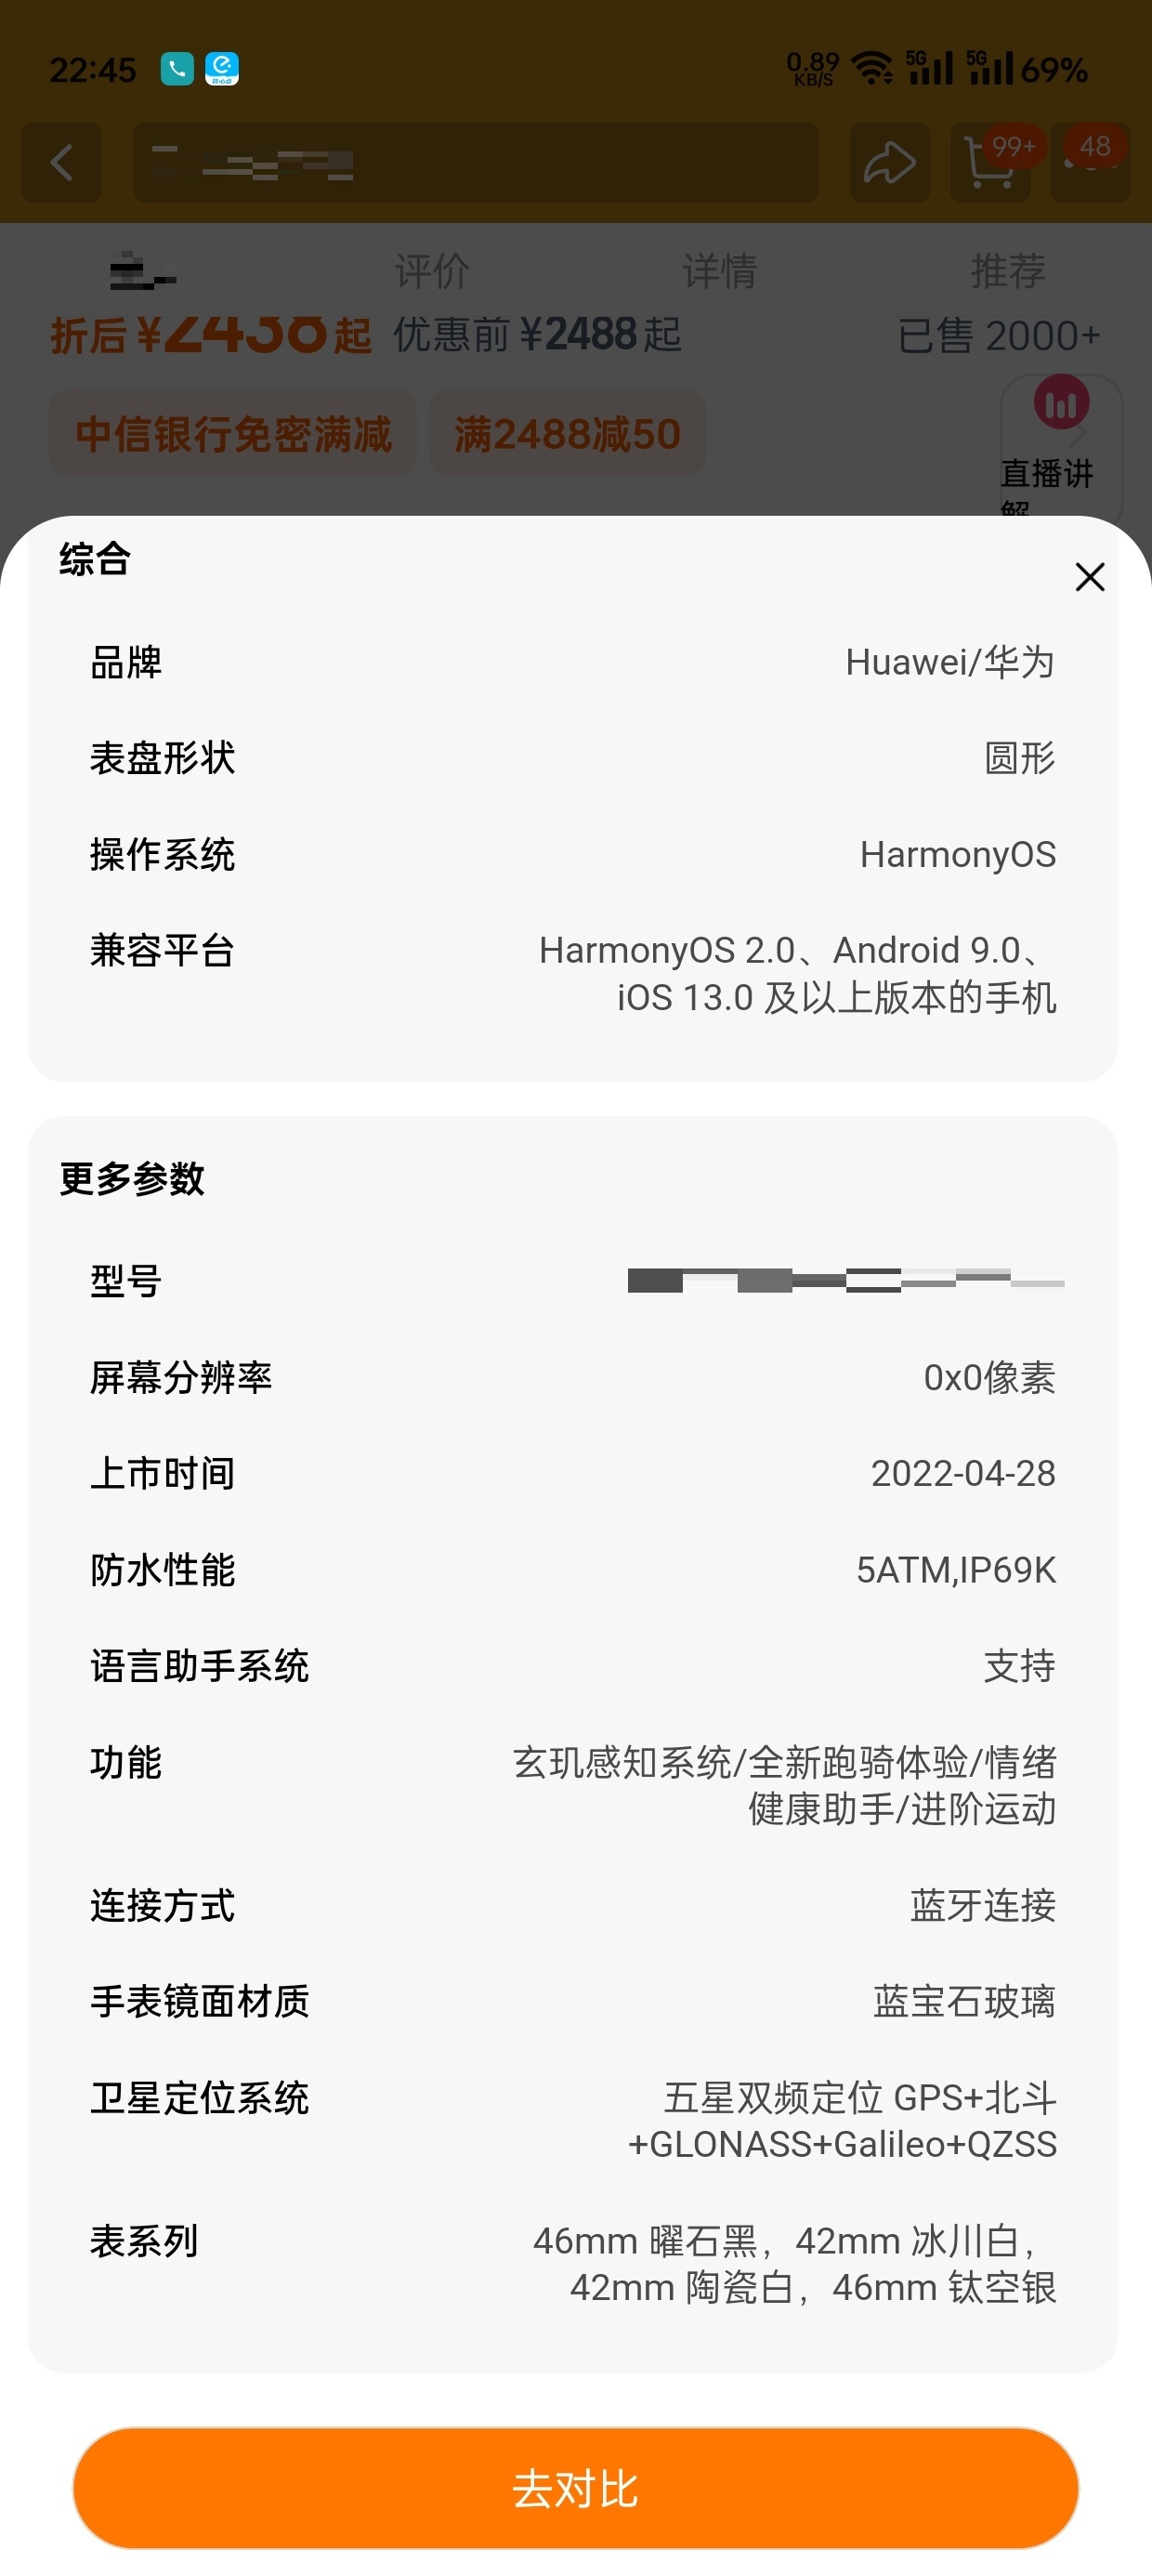 22:45
0.89
KB/S
5G
5G
69%
99+
48
评价
详情
推荐
折后 ¥2438 起 优惠前 ¥2488 起
已售 2000+
中信银行免密满减
满2488减50
直播讲
解
综合
品牌
Huawei/华为
表盘形状
圆形
操作系统
HarmonyOS
兼容平台
HarmonyOS 2.0、Android 9.0、
iOS 13.0 及以上版本的手机
更多参数
型号
屏幕分辨率
0x0像素
上市时间
2022-04-28
防水性能
5ATM,IP69K
语言助手系统
支持
功能
玄玑感知系统/全新跑骑体验/情绪
健康助手/进阶运动
连接方式
蓝牙连接
手表镜面材质
蓝宝石玻璃
卫星定位系统
五星双频定位 GPS+北斗
+GLONASS+Galileo+QZSS
表系列
46mm 曜石黑，42mm 冰川白，
42mm 陶瓷白，46mm 钛空银
去对比